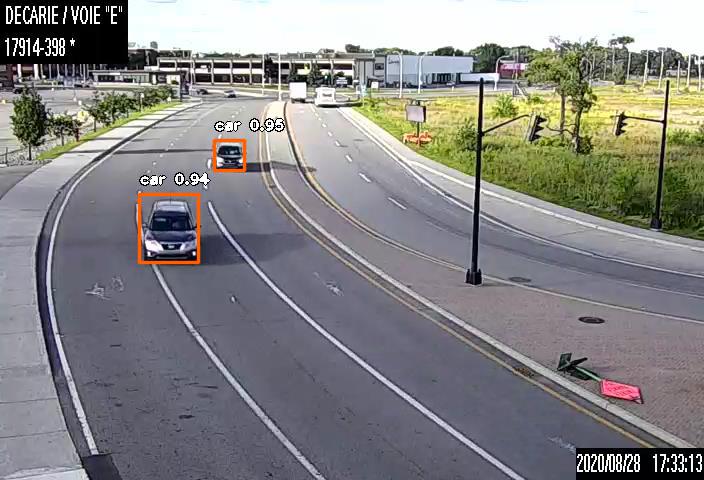 DECARIE / VOIE "E"
17914-398 *
car 0.95
car 0.94
2020/08/28 17:33:13